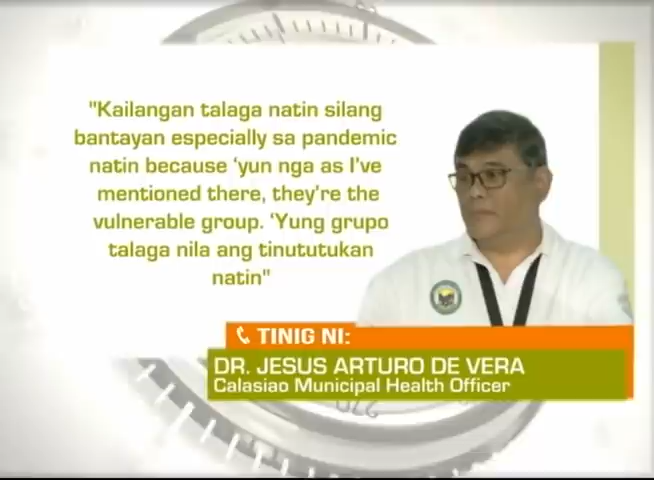 "Kailangan talaga natin silang
bantayan especially sa pandemic
natin because 'yun nga as I've
mentioned there, they're the
vulnerable group. 'Yung grupo
talaga nila ang tinututukan
natin"
TINIG NI:
DR. JESUS ARTURO DE VERA
Calasiao Municipal Health Officer